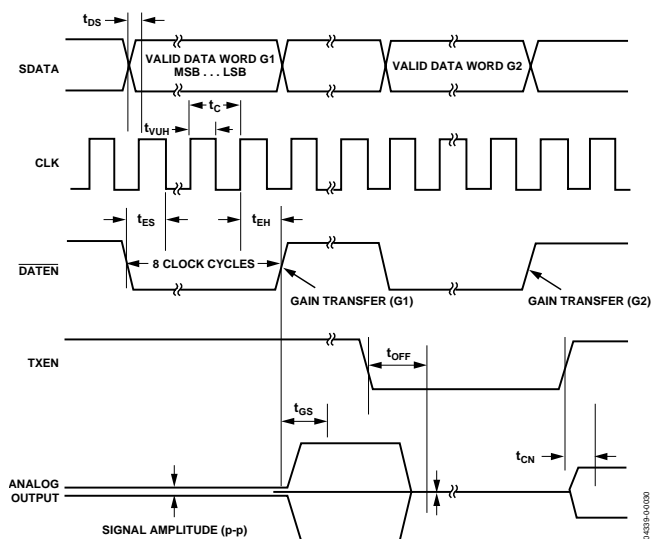 tDS
SDATA
VALID DATA WORD G1
MSB . . . LSB
VALID DATA WORD G2
tC
tVUH
CLK
tES
tEH
DATEN
8 CLOCK CYCLES
GAIN TRANSFER (G1)
GAIN TRANSFER (G2)
TXEN
tOFF
tGS
tCN
ANALOG
OUTPUT
SIGNAL AMPLITUDE (p-p)
04339-0-0030